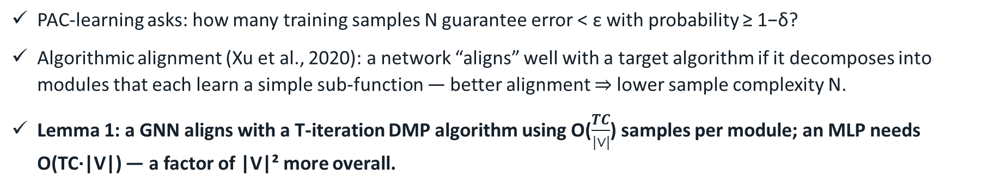 ✓ PAC-learning asks: how many training samples N guarantee error < ε with probability ≥ 1−δ?
✓ Algorithmic alignment (Xu et al., 2020): a network “aligns” well with a target algorithm if it decomposes into
modules that each learn a simple sub-function — better alignment ⇒ lower sample complexity N.
✓ Lemma 1: a GNN aligns with a T-iteration DMP algorithm using O(TC/|V|) samples per module; an MLP needs
O(TC·|V|) — a factor of |V|² more overall.